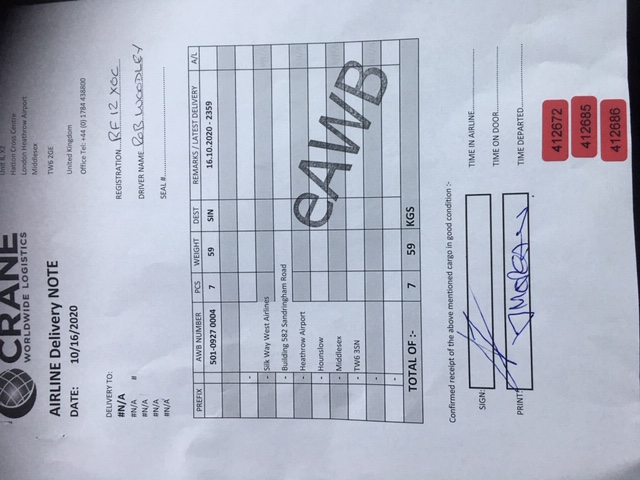 CRANE
WORLDWIDE LOGISTICS
Unit 8, X2
Hatton Cross Centre
London Heathrow Airport
Middlesex
TW6 2GE
United Kingdom
Office Tel: +44 (0) 1784 438800
AIRLINE Delivery NOTE
DATE: 10/16/2020
DELIVERY TO:
#N/A
#N/A #
#N/A
#N/A
#N/A
REGISTRATION... RF12 XOC
DRIVER NAME ROB WOODLEY
SEAL #
PREFIX AWB NUMBER PCS WEIGHT DEST REMARKS / LATEST DELIVERY A/L
501-0927 0004 7 59 SIN 16.10.2020 - 2359
-
- Silk Way West Airlines
- Building 582 Sandringham Road
- Heathrow Airport
- Hounslow
- Middlesex
- TW6 3SN
-
-
eAWB
TOTAL OF :- 7 59 KGS
Confirmed receipt of the above mentioned cargo in good condition :-
SIGN:
PRINT: J MORGAN
TIME IN AIRLINE
TIME ON DOOR
TIME DEPARTED
412672
412685
412686